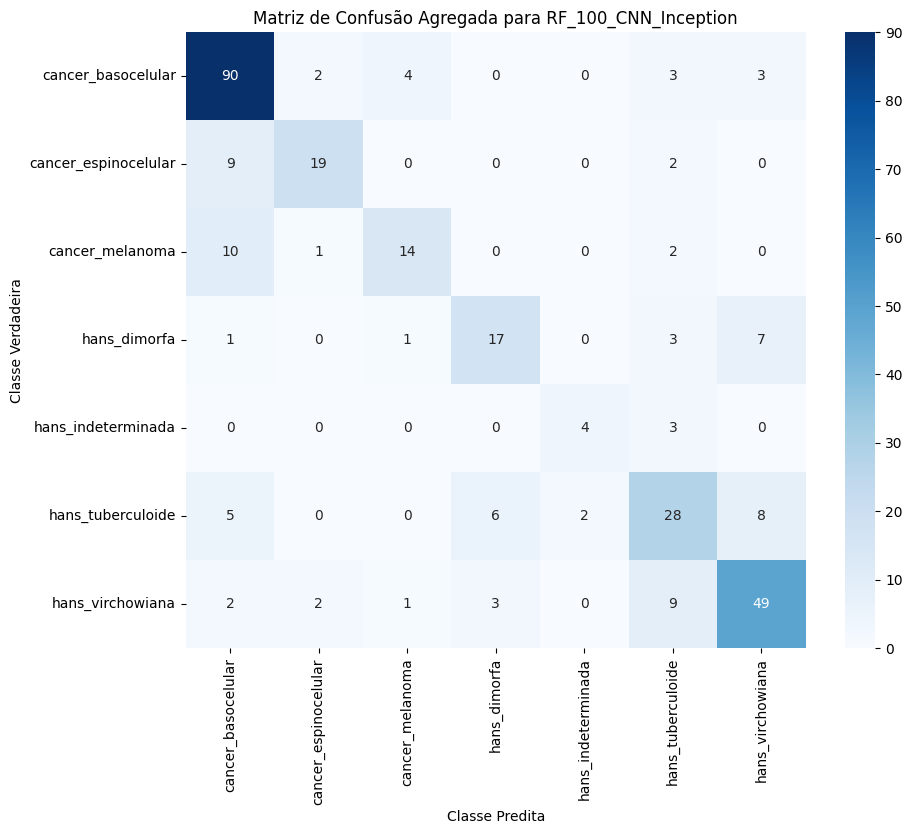 Matriz de Confusão Agregada para RF_100_CNN_Inception
Classe Verdadeira
cancer_basocelular 90 2 4 0 0 3 3
cancer_espinocelular 9 19 0 0 0 2 0
cancer_melanoma 10 1 14 0 0 2 0
hans_dimorfa 1 0 1 17 0 3 7
hans_indeterminada 0 0 0 0 4 3 0
hans_tuberculoide 5 0 0 6 2 28 8
hans_virchowiana 2 2 1 3 0 9 49
cancer_basocelular
cancer_espinocelular
cancer_melanoma
hans_dimorfa
hans_indeterminada
hans_tuberculoide
hans_virchowiana
Classe Predita
90
80
70
60
50
40
30
20
10
0